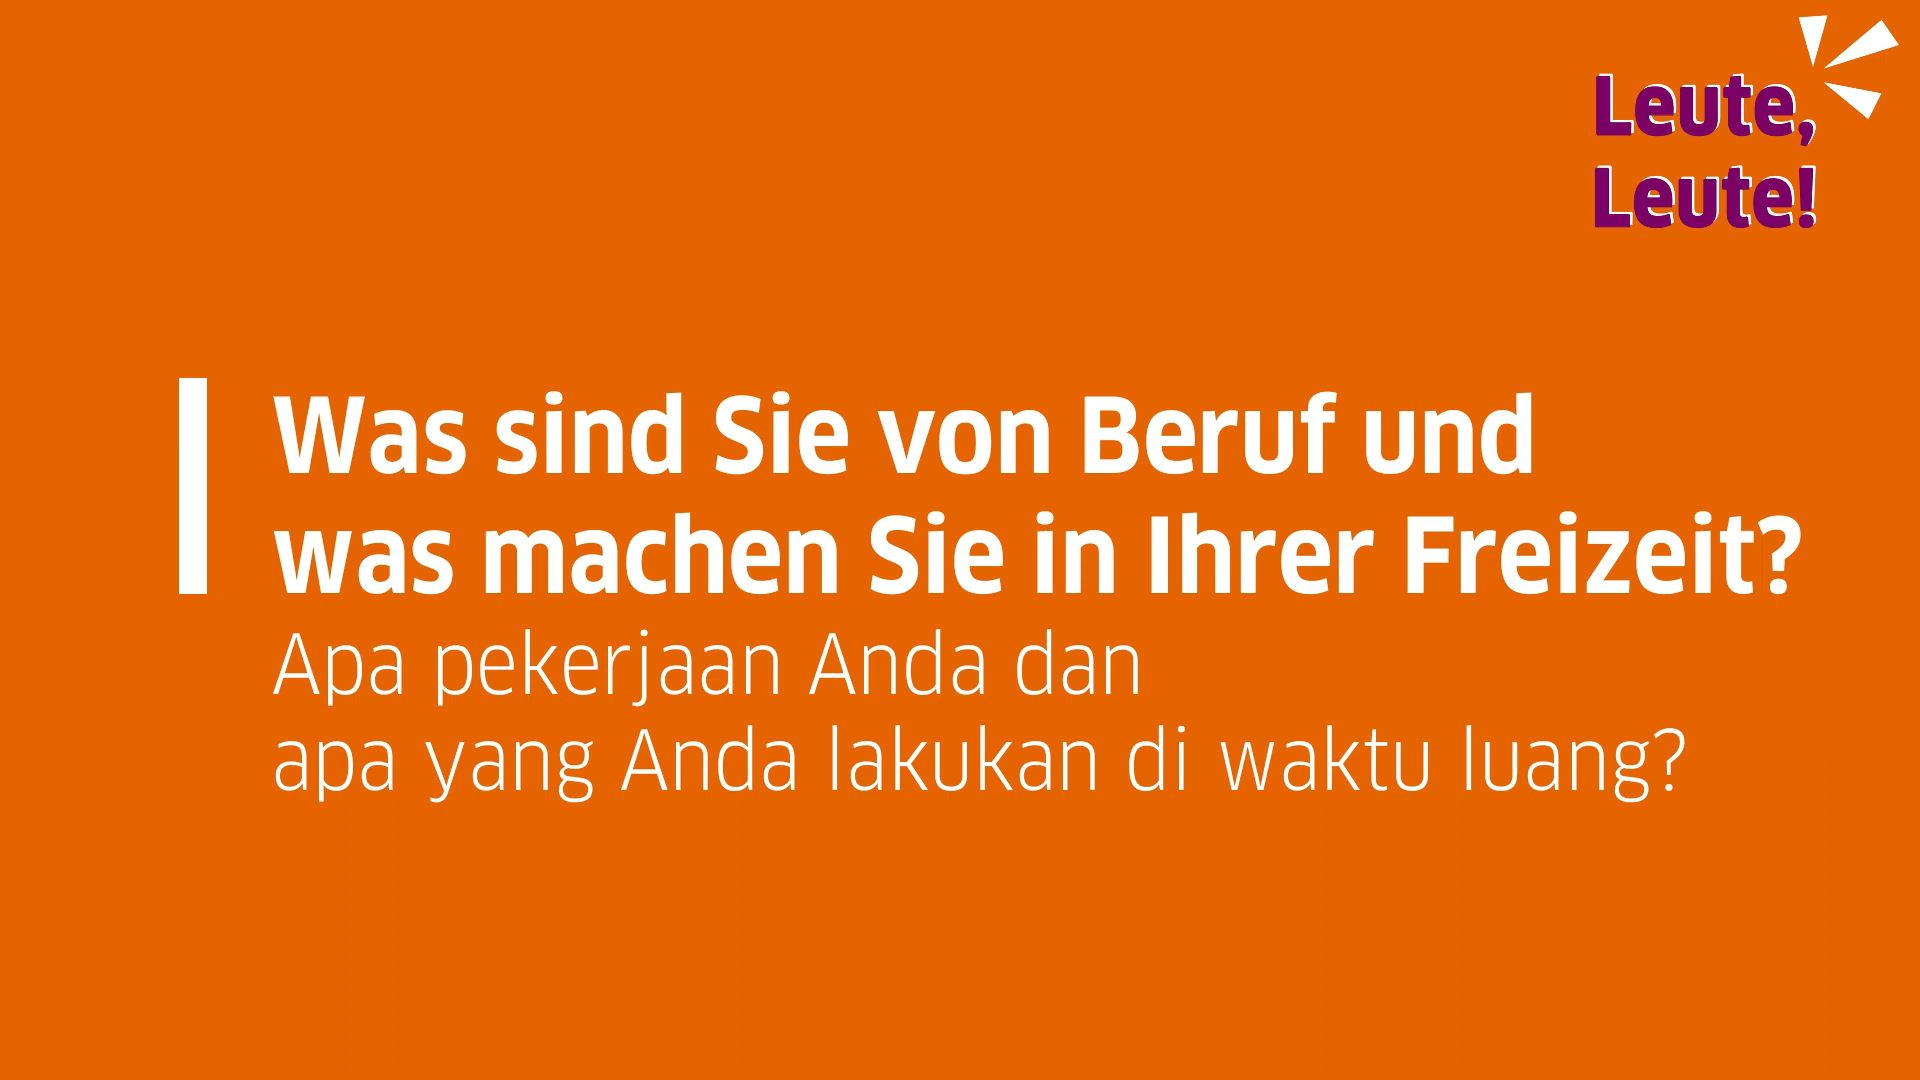 Leute,
Leute!
Was sind Sie von Beruf und
was machen Sie in Ihrer Freizeit?
Apa pekerjaan Anda dan
apa yang Anda lakukan di waktu luang?